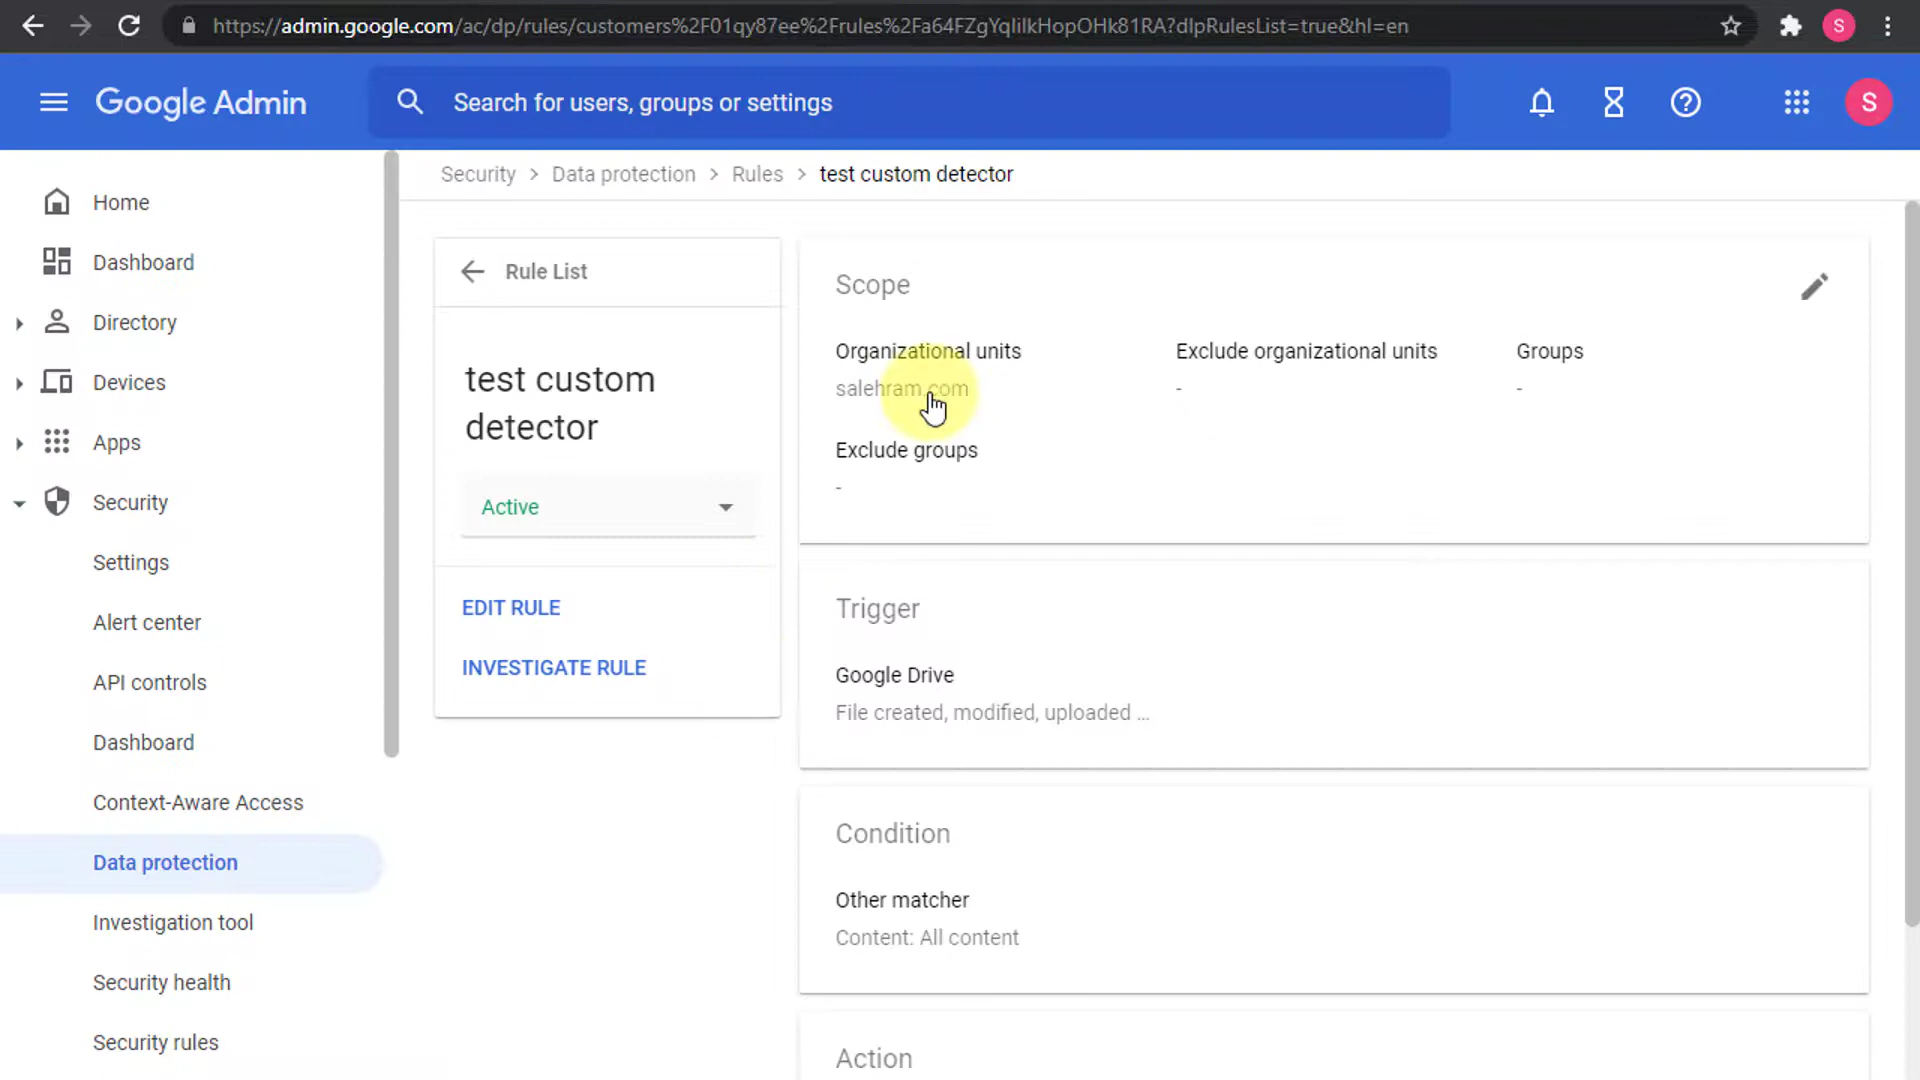 https://admin.google.com/ac/dp/rules/customers%2F01qy87ee%2Frules%2Fa64FZgYqIilkHopOHk81RA?dlpRulesList=true&hl=en
S
Google Admin
Search for users, groups or settings
S
Security > Data protection > Rules > test custom detector
Home
Dashboard
Directory
Devices
Apps
Security
Settings
Alert center
API controls
Dashboard
Context-Aware Access
Data protection
Investigation tool
Security health
Security rules
Rule List
test custom
detector
Active
EDIT RULE
INVESTIGATE RULE
Scope
Organizational units
salehram.com
Exclude organizational units
-
Groups
-
Exclude groups
-
Trigger
Google Drive
File created, modified, uploaded ...
Condition
Other matcher
Content: All content
Action